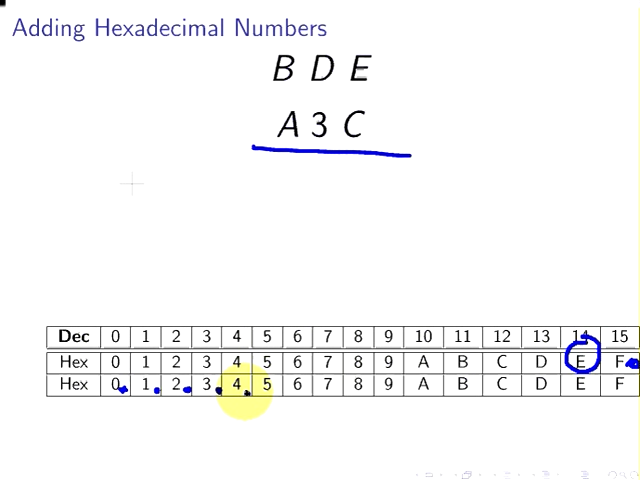 Adding Hexadecimal Numbers
B D E
A 3 C
Dec 0 1 2 3 4 5 6 7 8 9 10 11 12 13 14 15
Hex 0 1 2 3 4 5 6 7 8 9 A B C D E F
Hex 0 1 2 3 4 5 6 7 8 9 A B C D E F